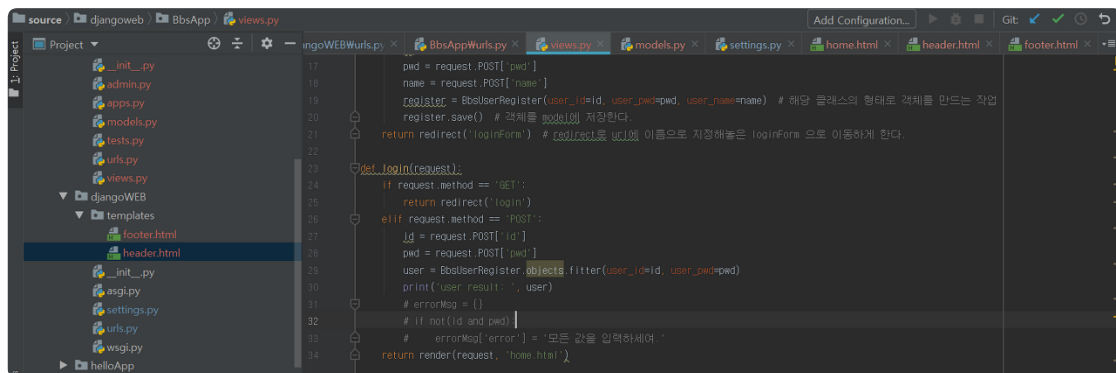 source 〉 djangoweb 〉 BbsApp 〉 views.py
Add Configuration...
Git:
1: Project
Project
__init__.py
admin.py
apps.py
models.py
tests.py
urls.py
views.py
djangoWEB
templates
footer.html
header.html
__init__.py
asgi.py
settings.py
urls.py
wsgi.py
helloApp
ngoWEB₩urls.py
BbsApp₩urls.py
views.py
models.py
settings.py
home.html
header.html
footer.html
17 pwd = request.POST['pwd']
18 name = request.POST['name']
19 register = BbsUserRegister(user_id=id, user_pwd=pwd, user_name=name) # 해당 클래스의 형태로 객체를 만드는 작업
20 register.save() # 객체를 model에 저장한다.
21 return redirect('loginForm') # redirect로 url에 이름으로 지정해놓은 loginForm 으로 이동하게 한다.
22
23 def login(request):
24 if request.method == 'GET':
25 return redirect('login')
26 elif request.method == 'POST':
27 id = request.POST['id']
28 pwd = request.POST['pwd']
29 user = BbsUserRegister.objects.fitter(user_id=id, user_pwd=pwd)
30 print('user result: ', user)
31 # errorMsg = {}
32 # if not(id and pwd):
33 # errorMsg['error'] = '모든 값을 입력하세여.'
34 return render(request, 'home.html')